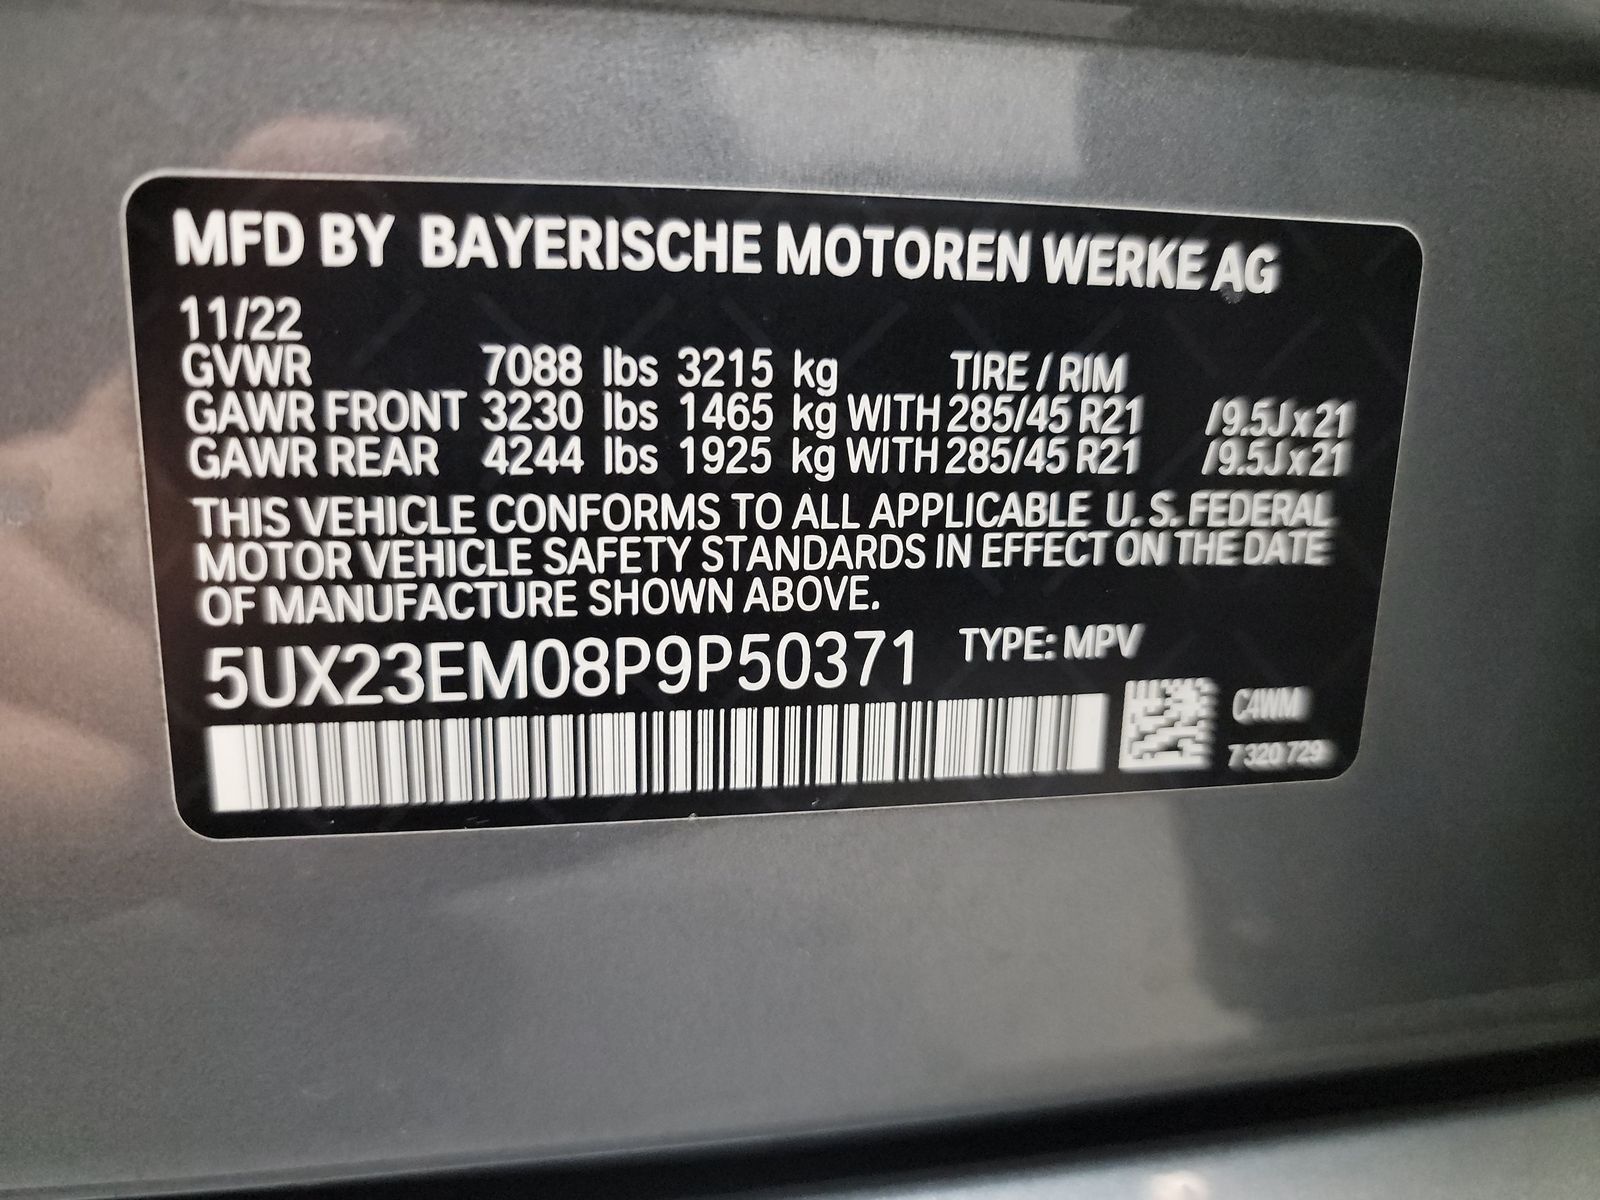 MFD BY BAYERISCHE MOTOREN WERKE AG
11/22
GVWR 7088 lbs 3215 kg TIRE / RIM
GAWR FRONT 3230 lbs 1465 kg WITH 285/45 R21 /9.5Jx21
GAWR REAR 4244 lbs 1925 kg WITH 285/45 R21 /9.5Jx21
THIS VEHICLE CONFORMS TO ALL APPLICABLE U.S. FEDERAL
MOTOR VEHICLE SAFETY STANDARDS IN EFFECT ON THE DATE
OF MANUFACTURE SHOWN ABOVE.
5UX23EM08P9P50371 TYPE: MPV
C4WM
7 320 729